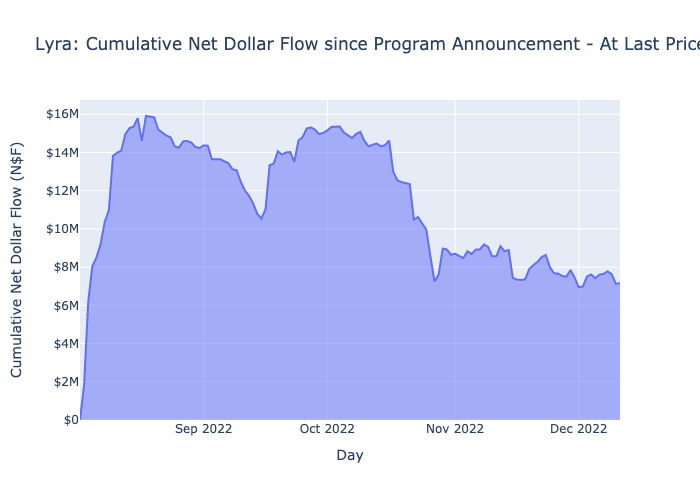 Lyra: Cumulative Net Dollar Flow since Program Announcement - At Last Price
Cumulative Net Dollar Flow (N$F)
$16M
$14M
$12M
$10M
$8M
$6M
$4M
$2M
$0
Sep 2022 Oct 2022 Nov 2022 Dec 2022
Day